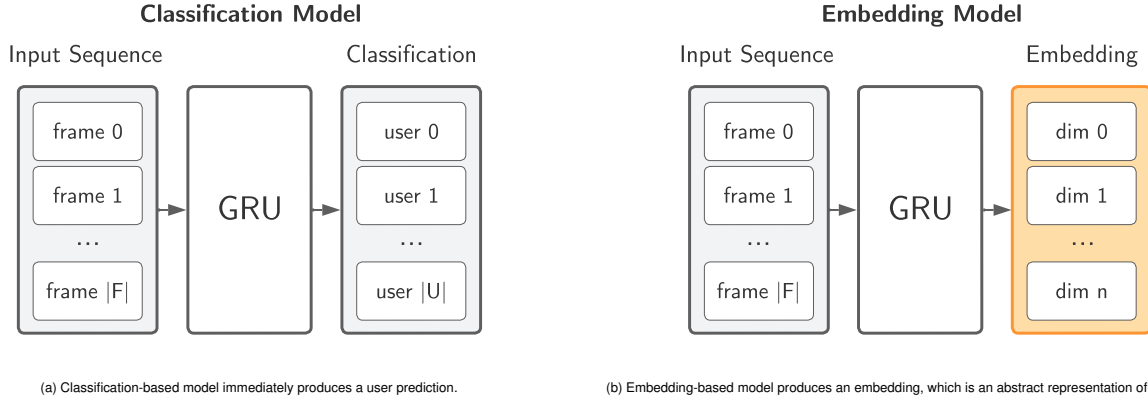 Classification Model
Input Sequence
Classification
frame 0
frame 1
...
frame |F|
GRU
user 0
user 1
...
user |U|
(a) Classification-based model immediately produces a user prediction.
Embedding Model
Input Sequence
Embedding
frame 0
frame 1
...
frame |F|
GRU
dim 0
dim 1
...
dim n
(b) Embedding-based model produces an embedding, which is an abstract representation of